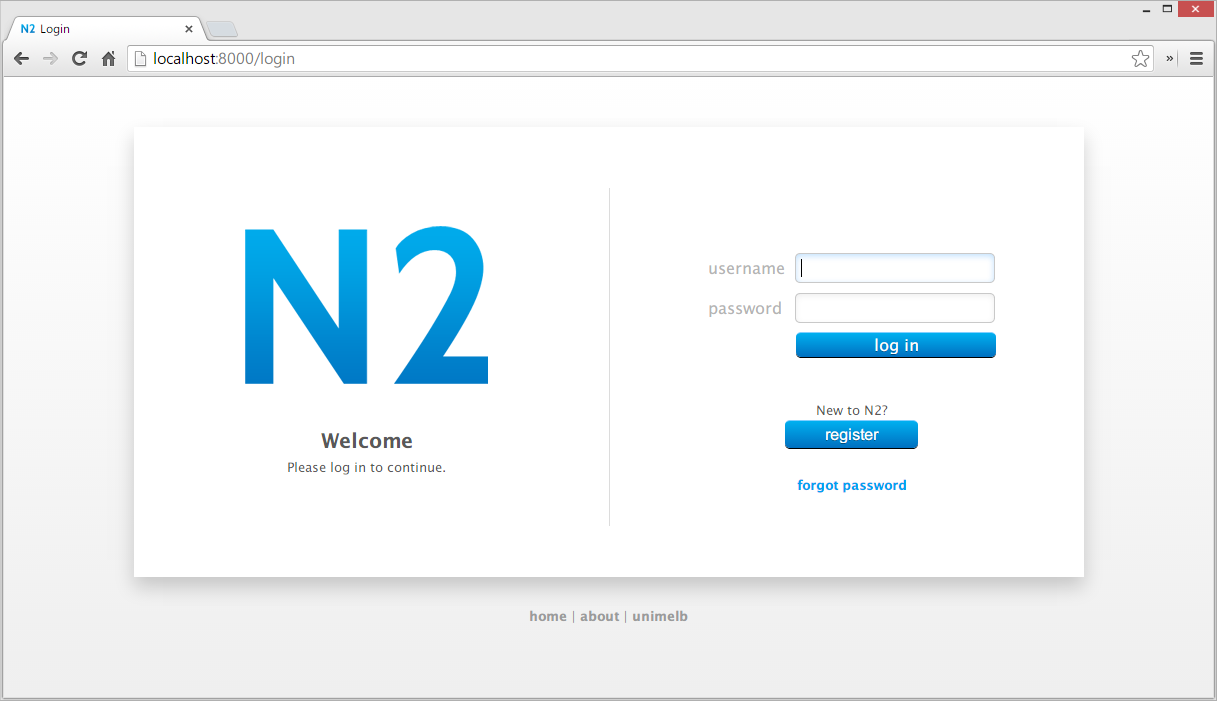 N2 Login
localhost:8000/login
N2
Welcome
Please log in to continue.
username
password
log in
New to N2?
register
forgot password
home | about | unimelb